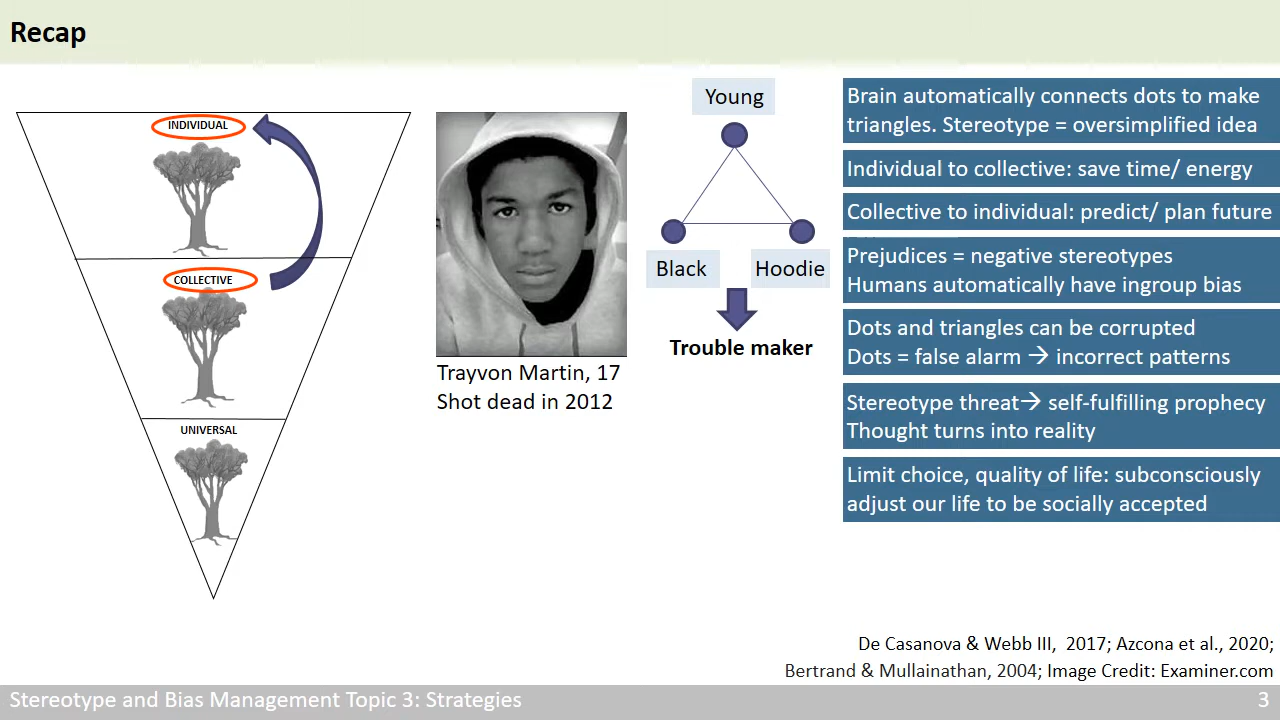 Recap
INDIVIDUAL
COLLECTIVE
UNIVERSAL
Trayvon Martin, 17
Shot dead in 2012
Young
Black
Hoodie
Trouble maker
Brain automatically connects dots to make
triangles. Stereotype = oversimplified idea
Individual to collective: save time/ energy
Collective to individual: predict/ plan future
Prejudices = negative stereotypes
Humans automatically have ingroup bias
Dots and triangles can be corrupted
Dots = false alarm → incorrect patterns
Stereotype threat→ self-fulfilling prophecy
Thought turns into reality
Limit choice, quality of life: subconsciously
adjust our life to be socially accepted
De Casanova & Webb III, 2017; Azcona et al., 2020;
Bertrand & Mullainathan, 2004; Image Credit: Examiner.com
Stereotype and Bias Management Topic 3: Strategies
3